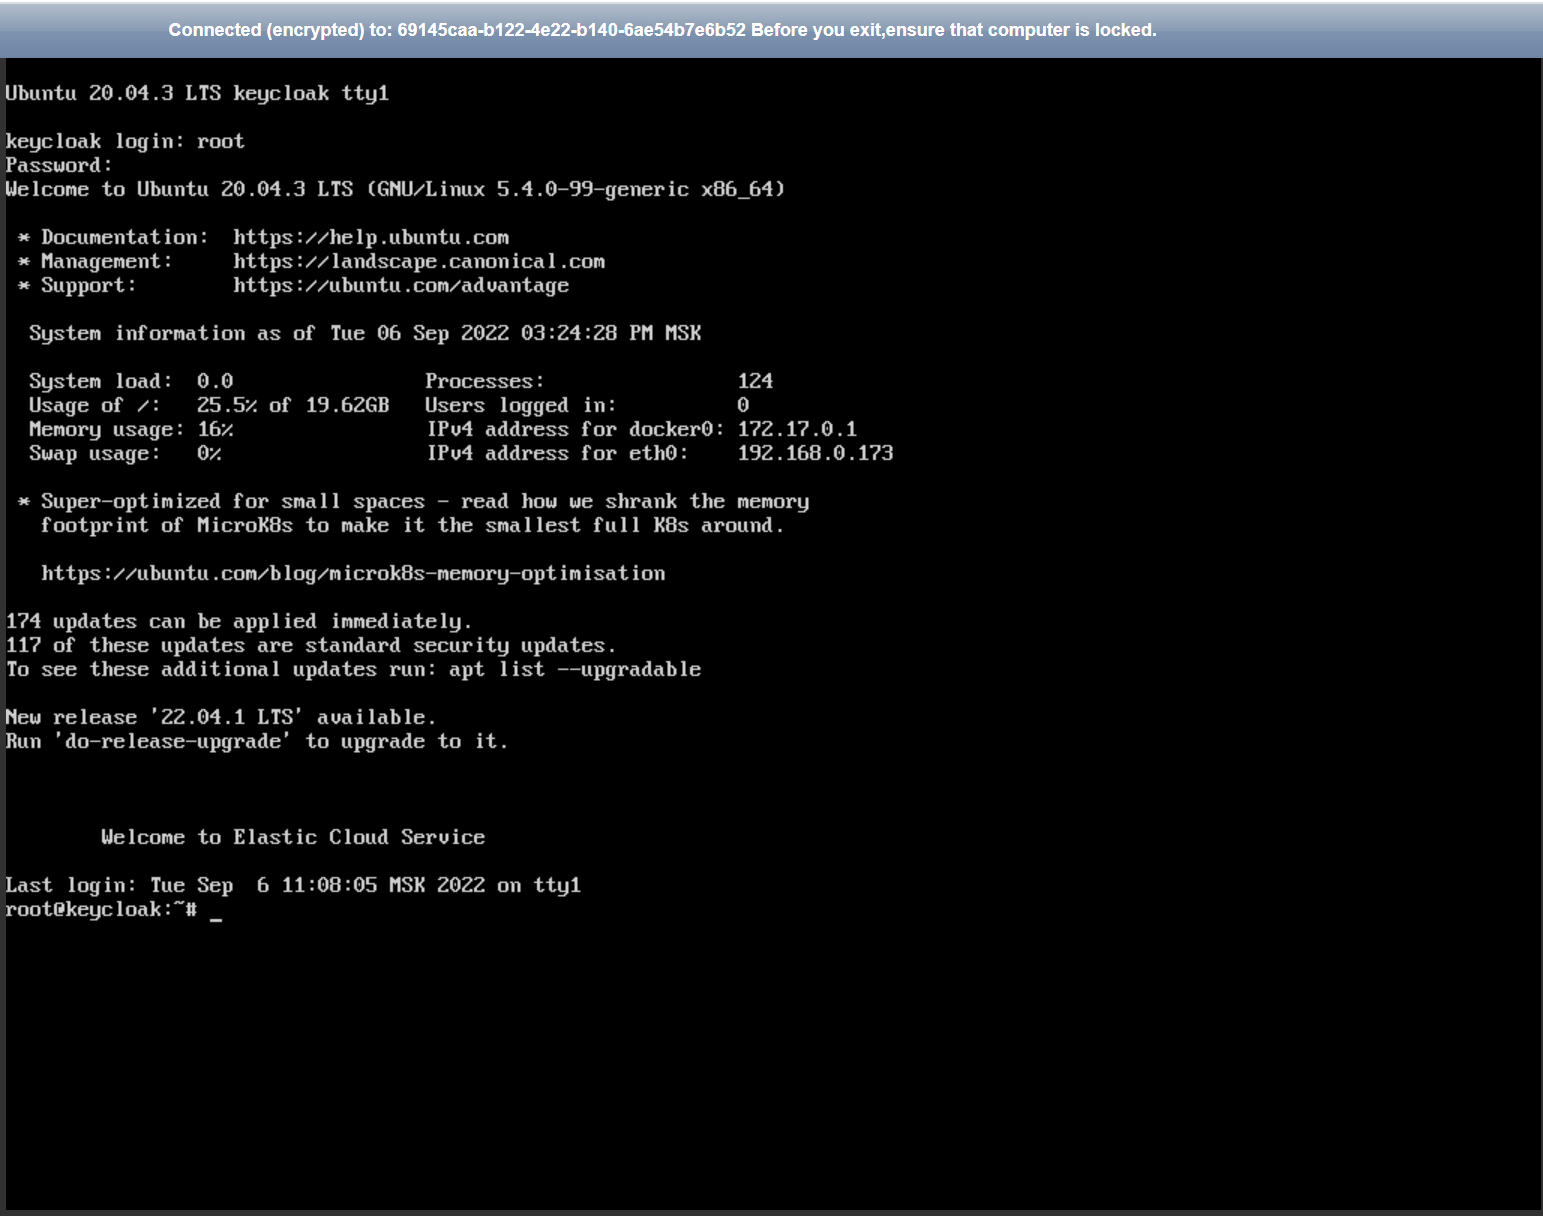 Connected (encrypted) to: 69145caa-b122-4e22-b140-6ae54b7e6b52 Before you exit,ensure that computer is locked.
Ubuntu 20.04.3 LTS keycloak tty1
keycloak login: root
Password:
Welcome to Ubuntu 20.04.3 LTS (GNU/Linux 5.4.0-99-generic x86_64)
* Documentation:  https://help.ubuntu.com
* Management:     https://landscape.canonical.com
* Support:        https://ubuntu.com/advantage
System information as of Tue 06 Sep 2022 03:24:28 PM MSK
System load:  0.0                Processes:                124
Usage of /:   25.5% of 19.62GB   Users logged in:          0
Memory usage: 16%                IPv4 address for docker0: 172.17.0.1
Swap usage:   0%                 IPv4 address for eth0:    192.168.0.173
* Super-optimized for small spaces - read how we shrank the memory
footprint of MicroK8s to make it the smallest full K8s around.
https://ubuntu.com/blog/microk8s-memory-optimisation
174 updates can be applied immediately.
117 of these updates are standard security updates.
To see these additional updates run: apt list --upgradable
New release '22.04.1 LTS' available.
Run 'do-release-upgrade' to upgrade to it.
Welcome to Elastic Cloud Service
Last login: Tue Sep  6 11:08:05 MSK 2022 on tty1
root@keycloak:~# _